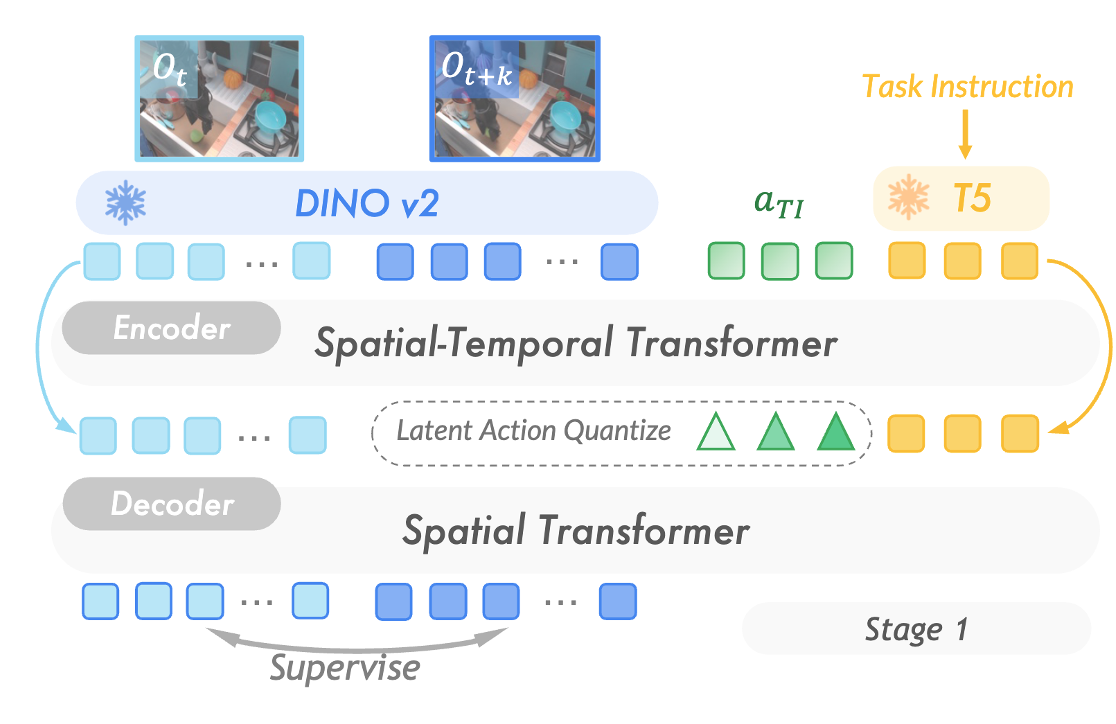 O_t
O_{t+k}
Task Instruction
DINO v2
a_{TI}
T5
...
...
Encoder
Spatial-Temporal Transformer
...
Latent Action Quantize
Decoder
Spatial Transformer
...
...
Supervise
Stage 1